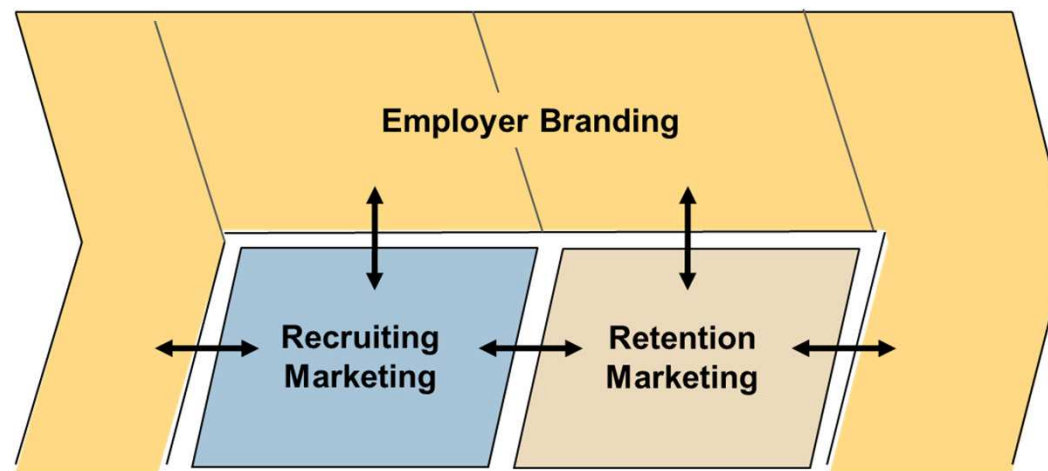 Employer Branding
Recruiting
Marketing
Retention
Marketing